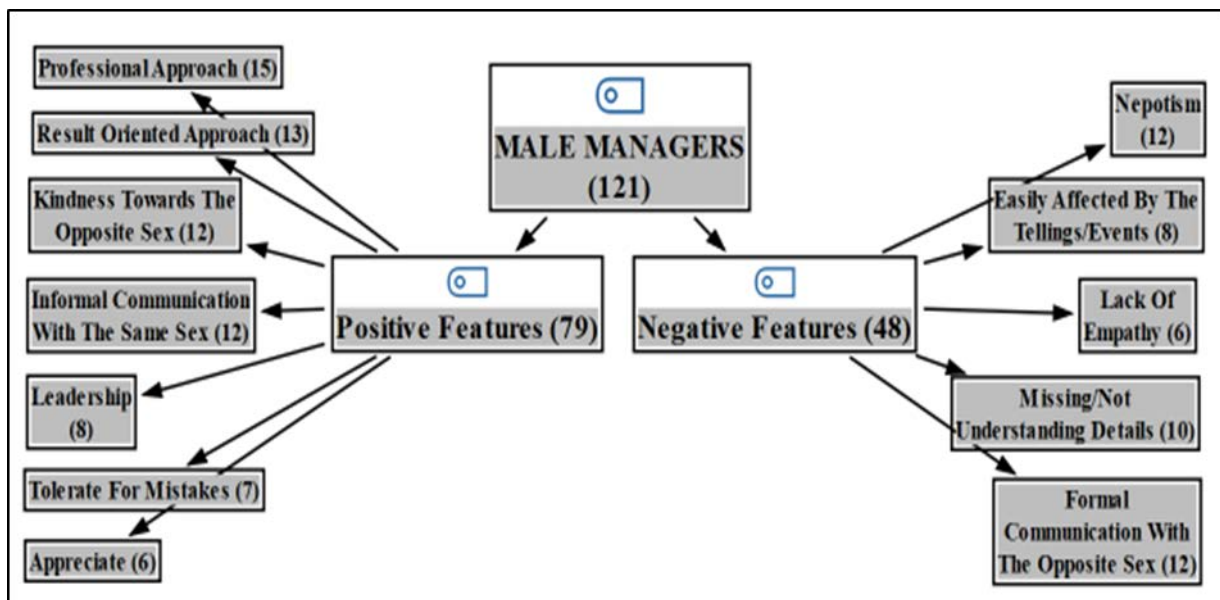 MALE MANAGERS
(121)
Positive Features (79)
Professional Approach (15)
Result Oriented Approach (13)
Kindness Towards The
Opposite Sex (12)
Informal Communication
With The Same Sex (12)
Leadership
(8)
Tolerate For Mistakes (7)
Appreciate (6)
Negative Features (48)
Nepotism
(12)
Easily Affected By The
Tellings/Events (8)
Lack Of
Empathy (6)
Missing/Not
Understanding Details (10)
Formal
Communication With
The Opposite Sex (12)